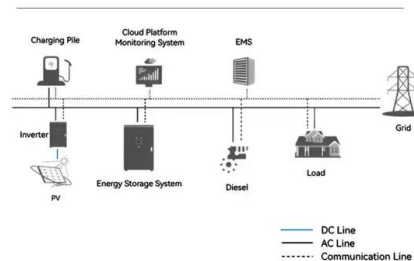 Charging Pile
Cloud Platform
Monitoring System
EMS
Grid
Inverter
PV
Energy Storage System
Diesel
Load
DC Line
AC Line
Communication Line